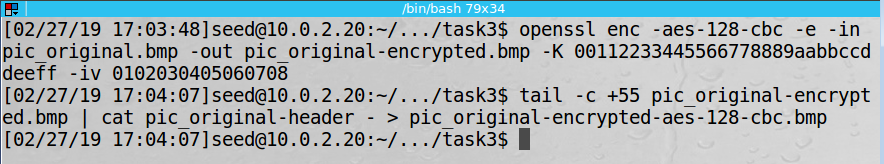 /bin/bash 79x34
[02/27/19 17:03:48]seed@10.0.2.20:~/.../task3$ openssl enc -aes-128-cbc -e -in
pic_original.bmp -out pic_original-encrypted.bmp -K 00112233445566778889aabbccd
deeff -iv 0102030405060708
[02/27/19 17:04:07]seed@10.0.2.20:~/.../task3$ tail -c +55 pic_original-encrypt
ed.bmp | cat pic_original-header - > pic_original-encrypted-aes-128-cbc.bmp
[02/27/19 17:04:07]seed@10.0.2.20:~/.../task3$